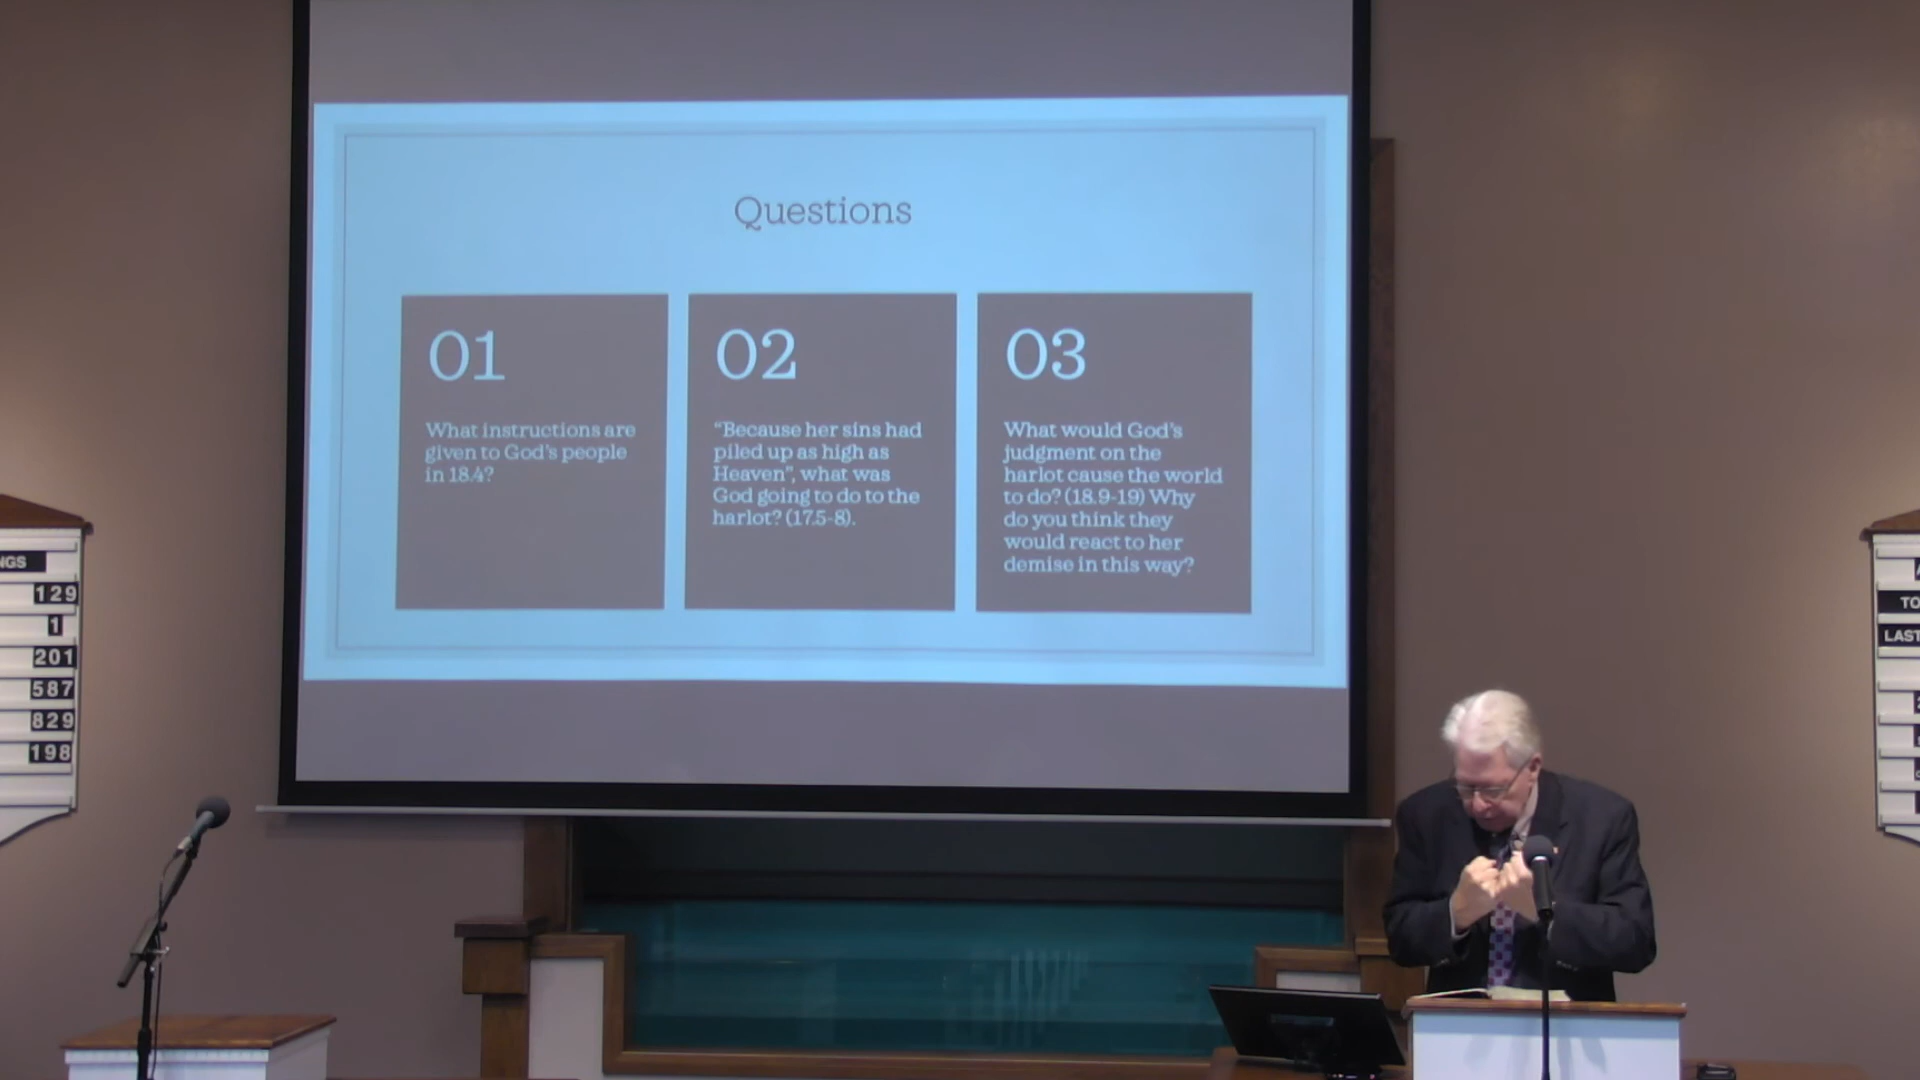 Questions
01
What instructions are
given to God's people
in 18.4?
02
"Because her sins had
piled up as high as
Heaven", what was
God going to do to the
harlot? (17.5-8).
03
What would God's
judgment on the
harlot cause the world
to do? (18.9-19) Why
do you think they
would react to her
demise in this way?
NGS
129
1
201
587
829
198
TO
LAST